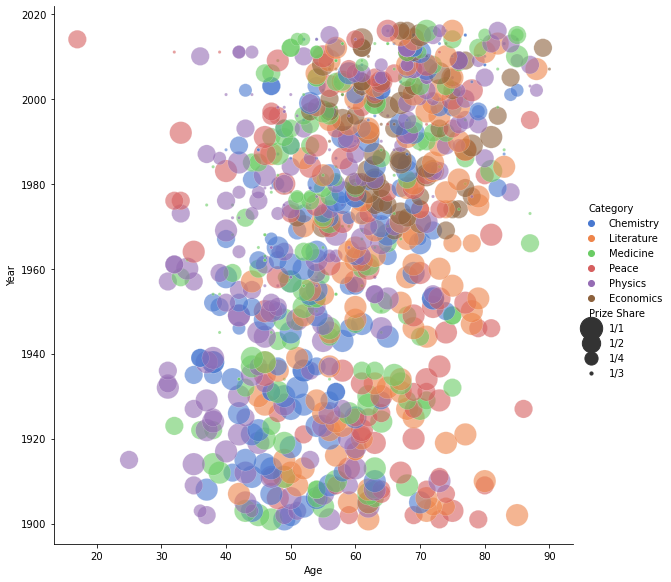 2020
2000
1980
1960
1940
1920
1900
Year
20
30
40
50
60
70
80
90
Age
Category
Chemistry
Literature
Medicine
Peace
Physics
Economics
Prize Share
1/1
1/2
1/4
1/3